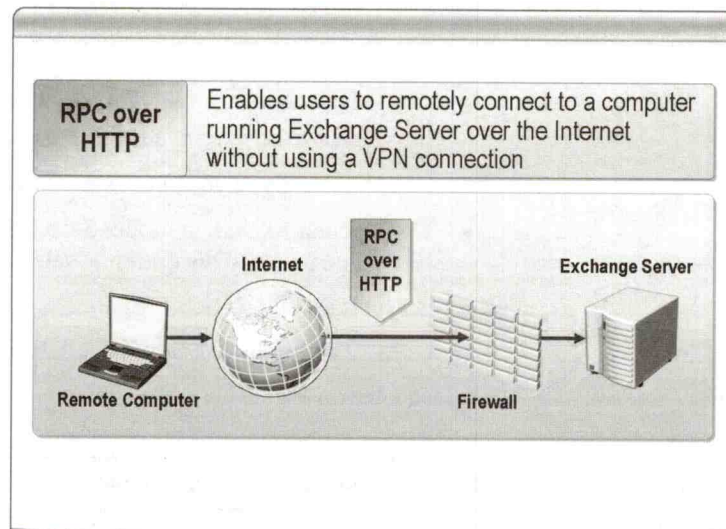 RPC over
HTTP
Enables users to remotely connect to a computer
running Exchange Server over the Internet
without using a VPN connection
RPC
over
HTTP
Internet
Exchange Server
Remote Computer
Firewall